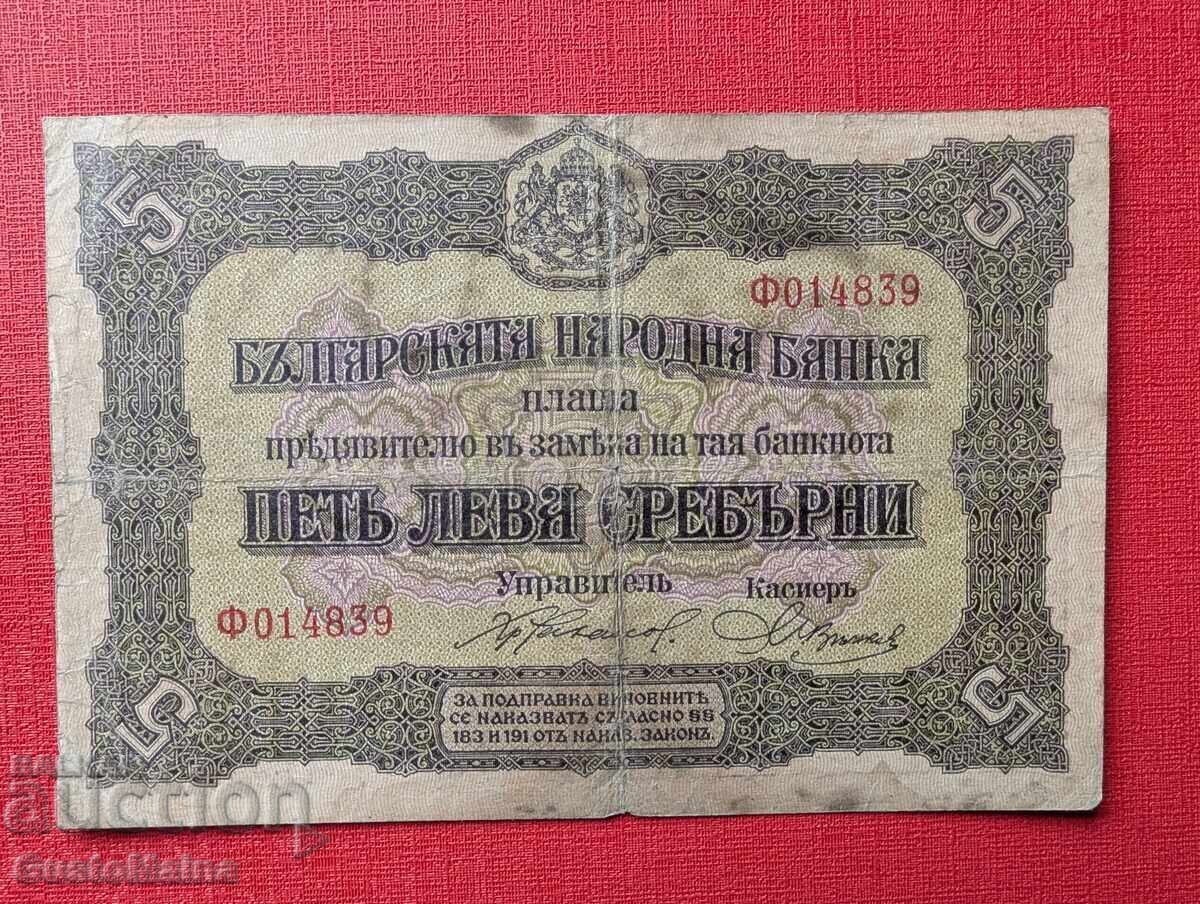 5 5
Ф014839
БЪЛГАРСКАТА НАРОДНА БАНКА
плаща
прѣдявителю въ замѣна на тая банкнота
ПЕТЬ ЛЕВА СРЕБЪРНИ
Управитель Касиеръ
Ф014839
ЗА ПОДПРАВКА ВИНОВНИТѢ
СЕ НАКАЗВАТЪ СЪГЛАСНО §§
183 И 191 ОТЪ НАКАЗ. ЗАКОНЪ
5 5
auction
GuatoMaina